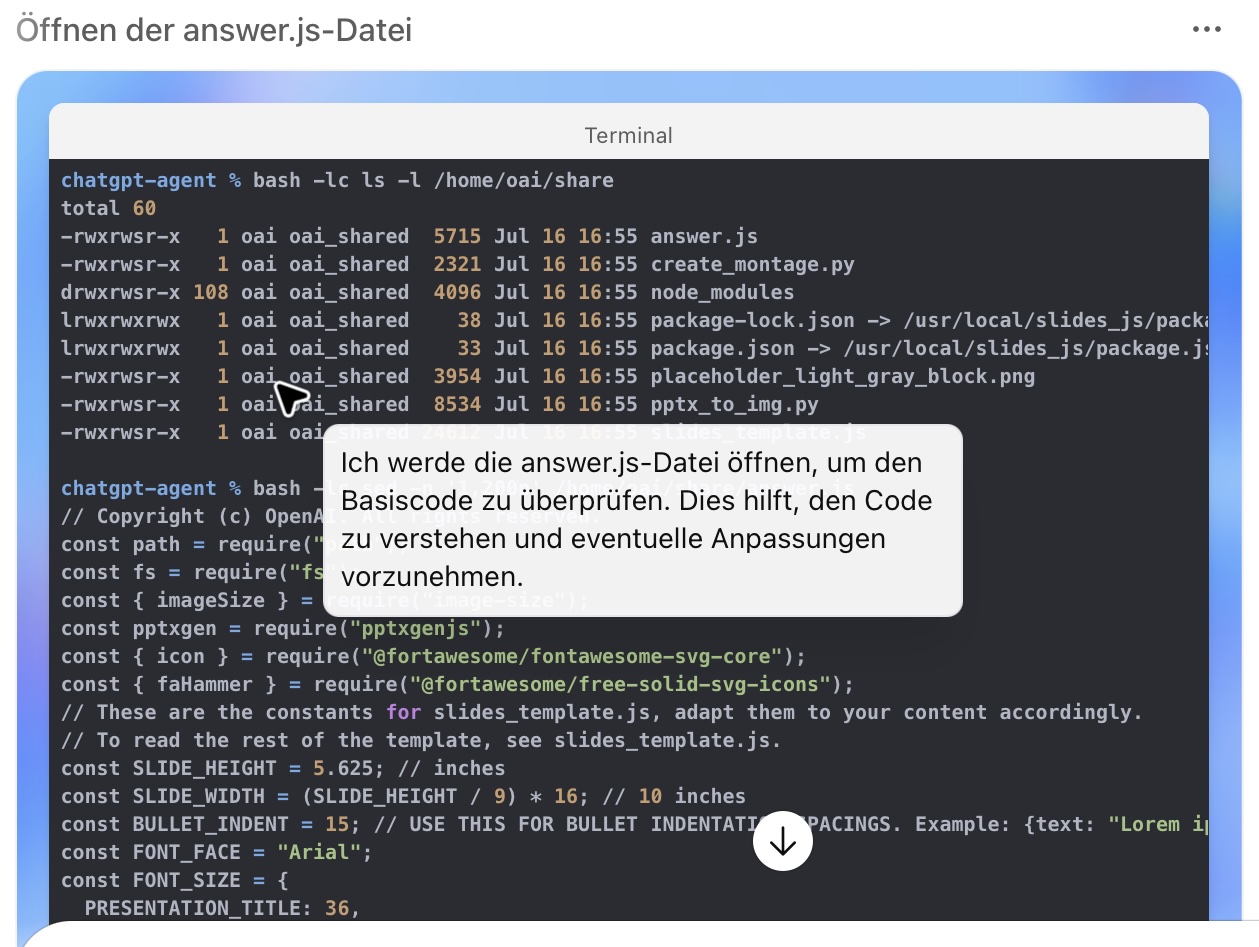 Öffnen der answer.js-Datei
Terminal
chatgpt-agent % bash -lc ls -l /home/oai/share
total 60
-rwxrwsr-x   1 oai oai_shared  5715 Jul 16 16:55 answer.js
-rwxrwsr-x   1 oai oai_shared  2321 Jul 16 16:55 create_montage.py
drwxrwsr-x 108 oai oai_shared  4096 Jul 16 16:55 node_modules
lrwxrwxrwx   1 oai oai_shared    38 Jul 16 16:55 package-lock.json -> /usr/local/slides_js/packa
lrwxrwxrwx   1 oai oai_shared    33 Jul 16 16:55 package.json -> /usr/local/slides_js/package.js
-rwxrwsr-x   1 oai oai_shared  3954 Jul 16 16:55 placeholder_light_gray_block.png
-rwxrwsr-x   1 oai oai_shared  8534 Jul 16 16:55 pptx_to_img.py
-rwxrwsr-x   1 oai oai_shared 24612 Jul 16 16:55 slides_template.js
Ich werde die answer.js-Datei öffnen, um den
Basiscode zu überprüfen. Dies hilft, den Code
zu verstehen und eventuelle Anpassungen
vorzunehmen.
chatgpt-agent % bash
// Copyright (c) OpenAI. All rights reserved.
const path = require("
const fs = require("fs
const { imageSize } = require("image-size");
const pptxgen = require("pptxgenjs");
const { icon } = require("@fortawesome/fontawesome-svg-core");
const { faHammer } = require("@fortawesome/free-solid-svg-icons");
// These are the constants for slides_template.js, adapt them to your content accordingly.
// To read the rest of the template, see slides_template.js.
const SLIDE_HEIGHT = 5.625; // inches
const SLIDE_WIDTH = (SLIDE_HEIGHT / 9) * 16; // 10 inches
const BULLET_INDENT = 15; // USE THIS FOR BULLET INDENTATION SPACINGS. Example: {text: "Lorem ip
const FONT_FACE = "Arial";
const FONT_SIZE = {
  PRESENTATION_TITLE: 36,